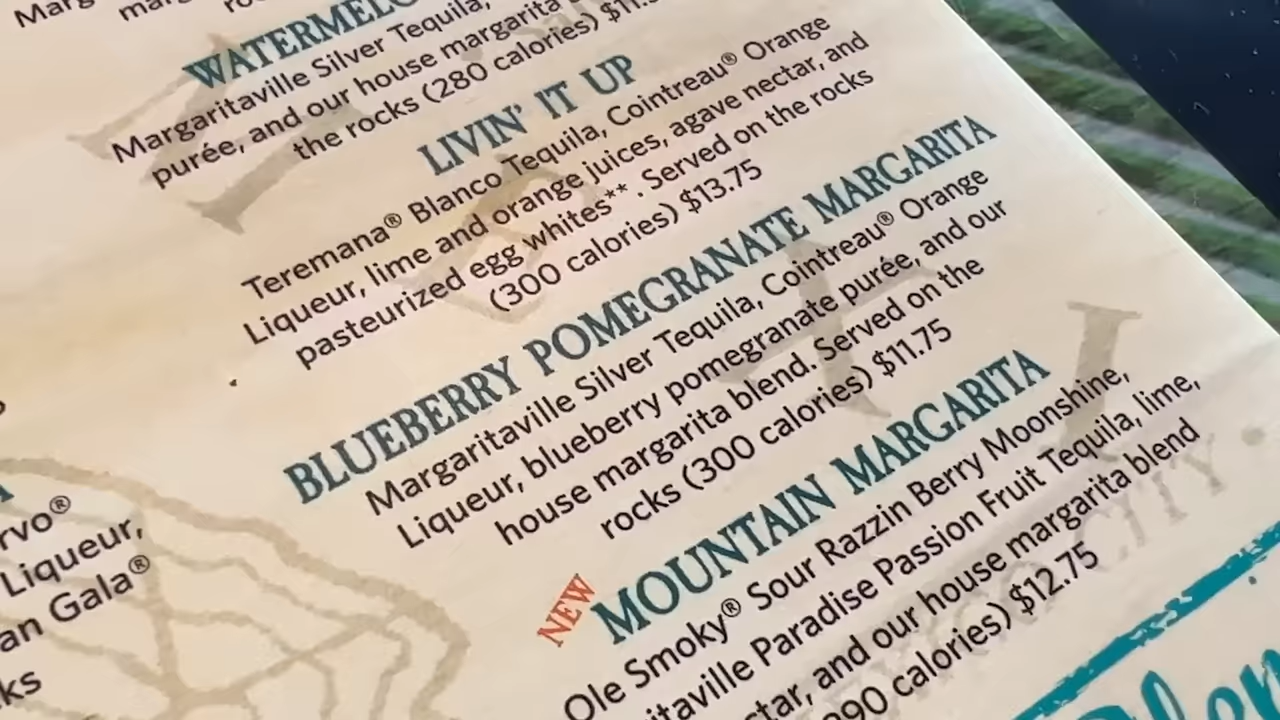 Marg
WATERMELO
Margaritaville Silver Tequila,
purée, and our house margarita
the rocks (280 calories) $11.
LIVIN' IT UP
Teremana® Blanco Tequila, Cointreau® Orange
Liqueur, lime and orange juices, agave nectar, and
pasteurized egg whites**. Served on the rocks
(300 calories) $13.75
BLUEBERRY POMEGRANATE MARGARITA
Margaritaville Silver Tequila, Cointreau® Orange
Liqueur, blueberry pomegranate purée, and our
house margarita blend. Served on the
rocks (300 calories) $11.75
NEW
MOUNTAIN MARGARITA
Ole Smoky® Sour Razzin Berry Moonshine,
itaville Paradise Passion Fruit Tequila, lime,
ctar, and our house margarita blend
90 calories) $12.75
rvo®
Liqueur,
an Gala®
ks
CITY